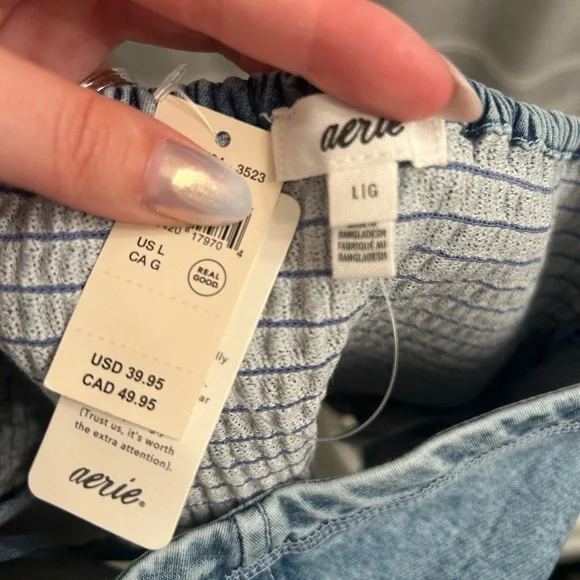 3523
17970 4
US L
CA G
REAL
GOOD.
USD 39.95
CAD 49.95
(Trust us, it's worth
the extra attention).
aerie®
aerie
L|G
MADE IN
BANGLADESH
FABRIQUÉ AU
BANGLADESH